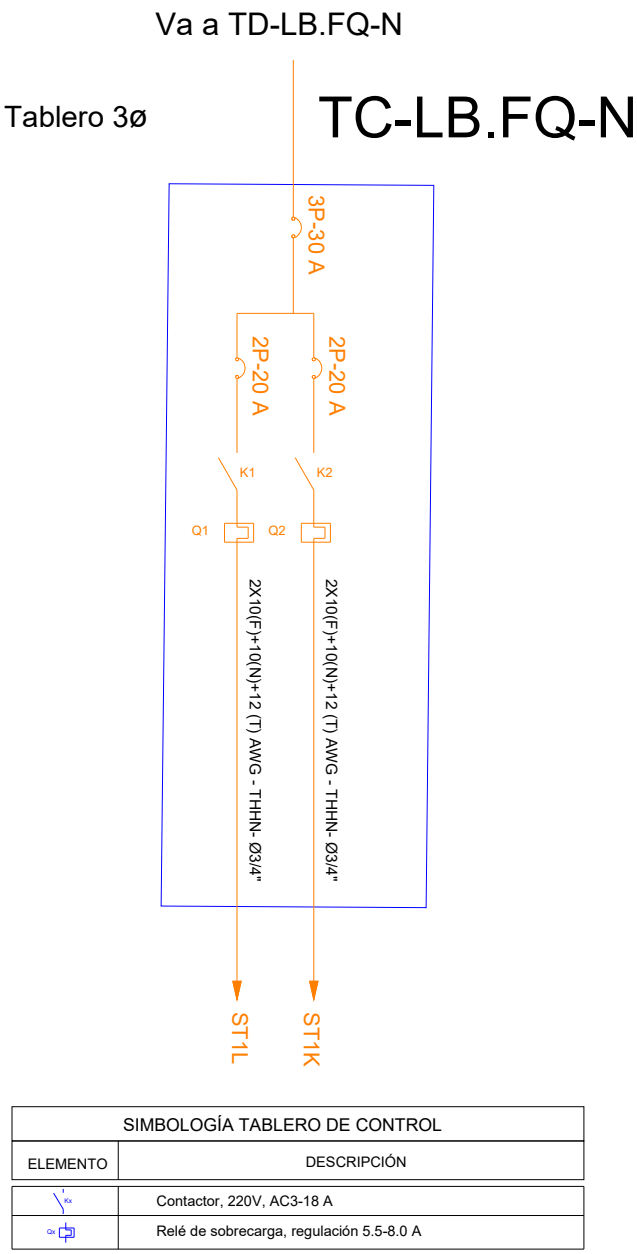 Va a TD-LB.FQ-N
Tablero 3Ø
TC-LB.FQ-N
3P-30 A
2P-20 A
2P-20 A
K1
K2
Q1
Q2
2X10(F)+10(N)+12 (T) AWG - THHN- Ø3/4"
2X10(F)+10(N)+12 (T) AWG - THHN- Ø3/4"
ST1L
ST1K
SIMBOLOGÍA TABLERO DE CONTROL
ELEMENTO DESCRIPCIÓN
Kx Contactor, 220V, AC3-18 A
Qx Relé de sobrecarga, regulación 5.5-8.0 A